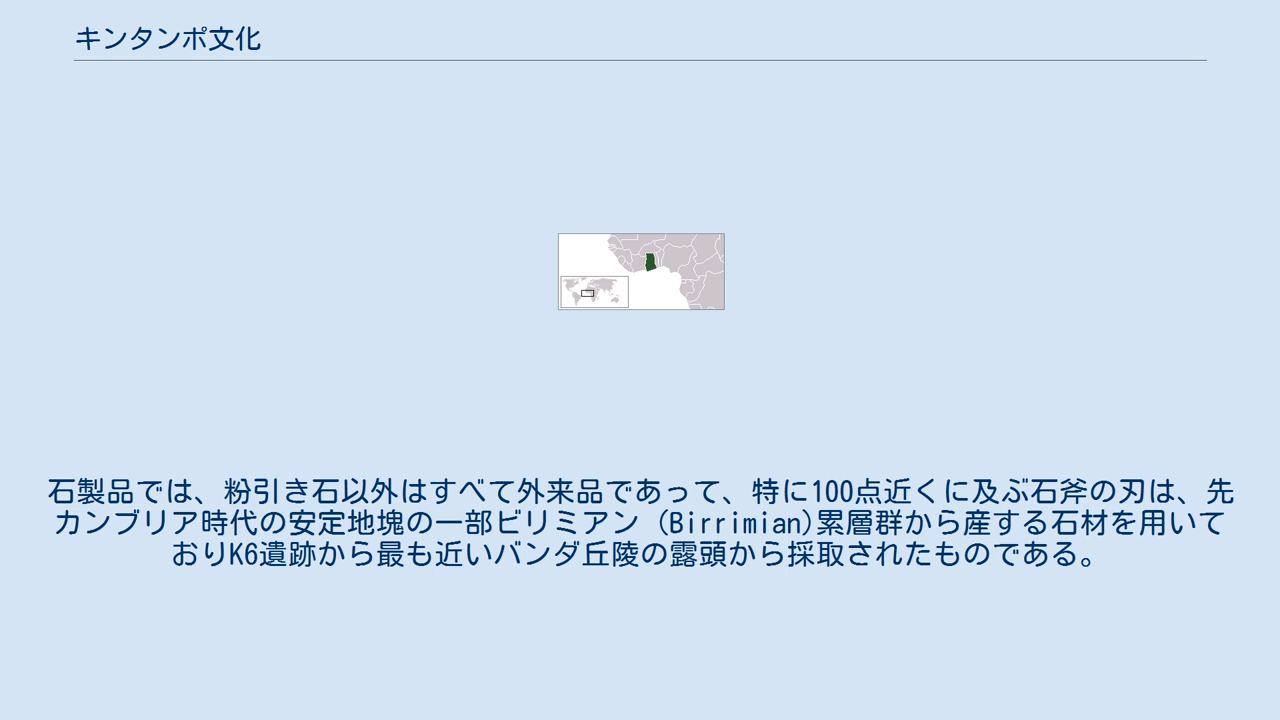 キンタンポ文化
石製品では、粉引き石以外はすべて外来品であって、特に100点近くに及ぶ石斧の刃は、先
カンブリア時代の安定地塊の一部ビリミアン (Birrimian)累層群から産する石材を用いて
おりK6遺跡から最も近いバンダ丘陵の露頭から採取されたものである。